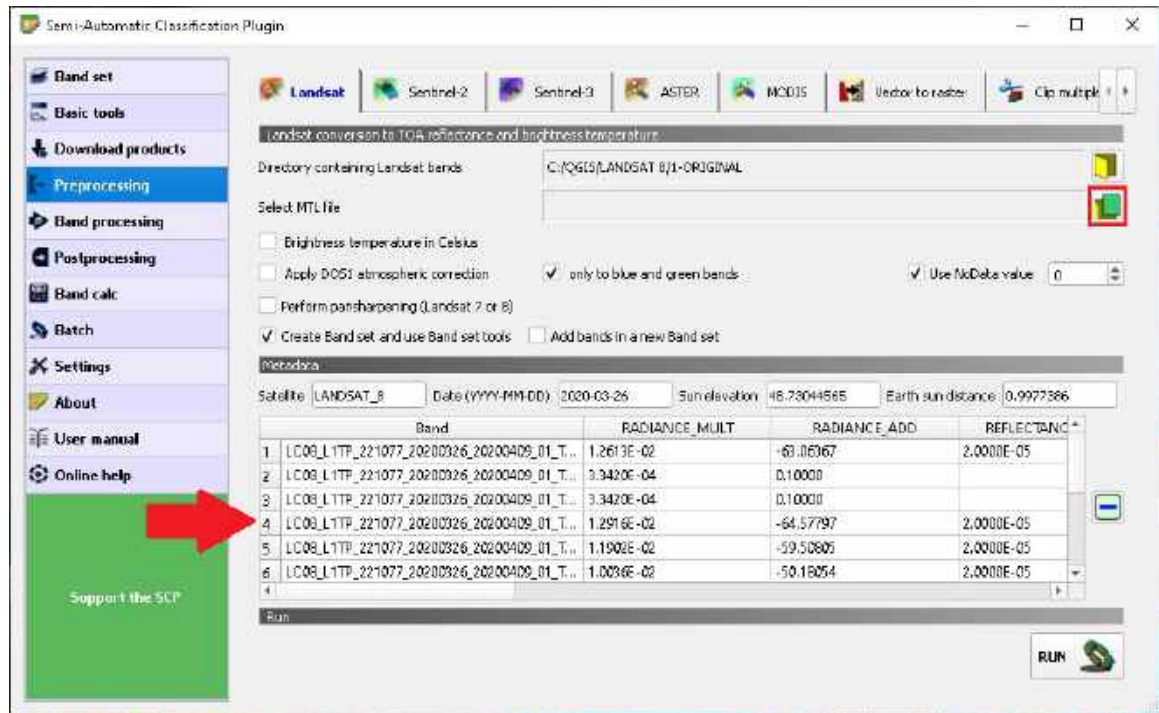 Semi-Automatic Classification Plugin
Band set
Basic tools
Download products
Preprocessing
Band processing
Postprocessing
Band calc
Batch
Settings
About
User manual
Online help
Support the SCP
Landsat Sentinel-2 Sentinel-3 ASTER MODIS Vector to raster Clip multiple
Landsat conversion to TOA reflectance and brightness temperature
Directory containing Landsat bands C:/QGIS/LANDSAT 8/1-ORIGINAL
Select MTL file
Brightness temperature in Celsius
Apply DOS1 atmospheric correction only to blue and green bands Use NoData value 0
Perform pansharpening (Landsat 7 or 8)
Create Band set and use Band set tools Add bands in a new Band set
Metadata
Satellite LANDSAT_8 Date (YYYY-MM-DD) 2020-03-26 Sun elevation 48.73044565 Earth sun distance 0.9977386
Band RADIANCE_MULT RADIANCE_ADD REFLECTANC
1 LC08_L1TP_221077_20200326_20200409_01_T... 1.2613E-02 -63.06367 2.0000E-05
2 LC08_L1TP_221077_20200326_20200409_01_T... 3.3420E-04 0.10000
3 LC08_L1TP_221077_20200326_20200409_01_T... 3.3420E-04 0.10000
4 LC08_L1TP_221077_20200326_20200409_01_T... 1.2916E-02 -64.57797 2.0000E-05
5 LC08_L1TP_221077_20200326_20200409_01_T... 1.1902E-02 -59.50805 2.0000E-05
6 LC08_L1TP_221077_20200326_20200409_01_T... 1.0036E-02 -50.18054 2.0000E-05
Run
RUN